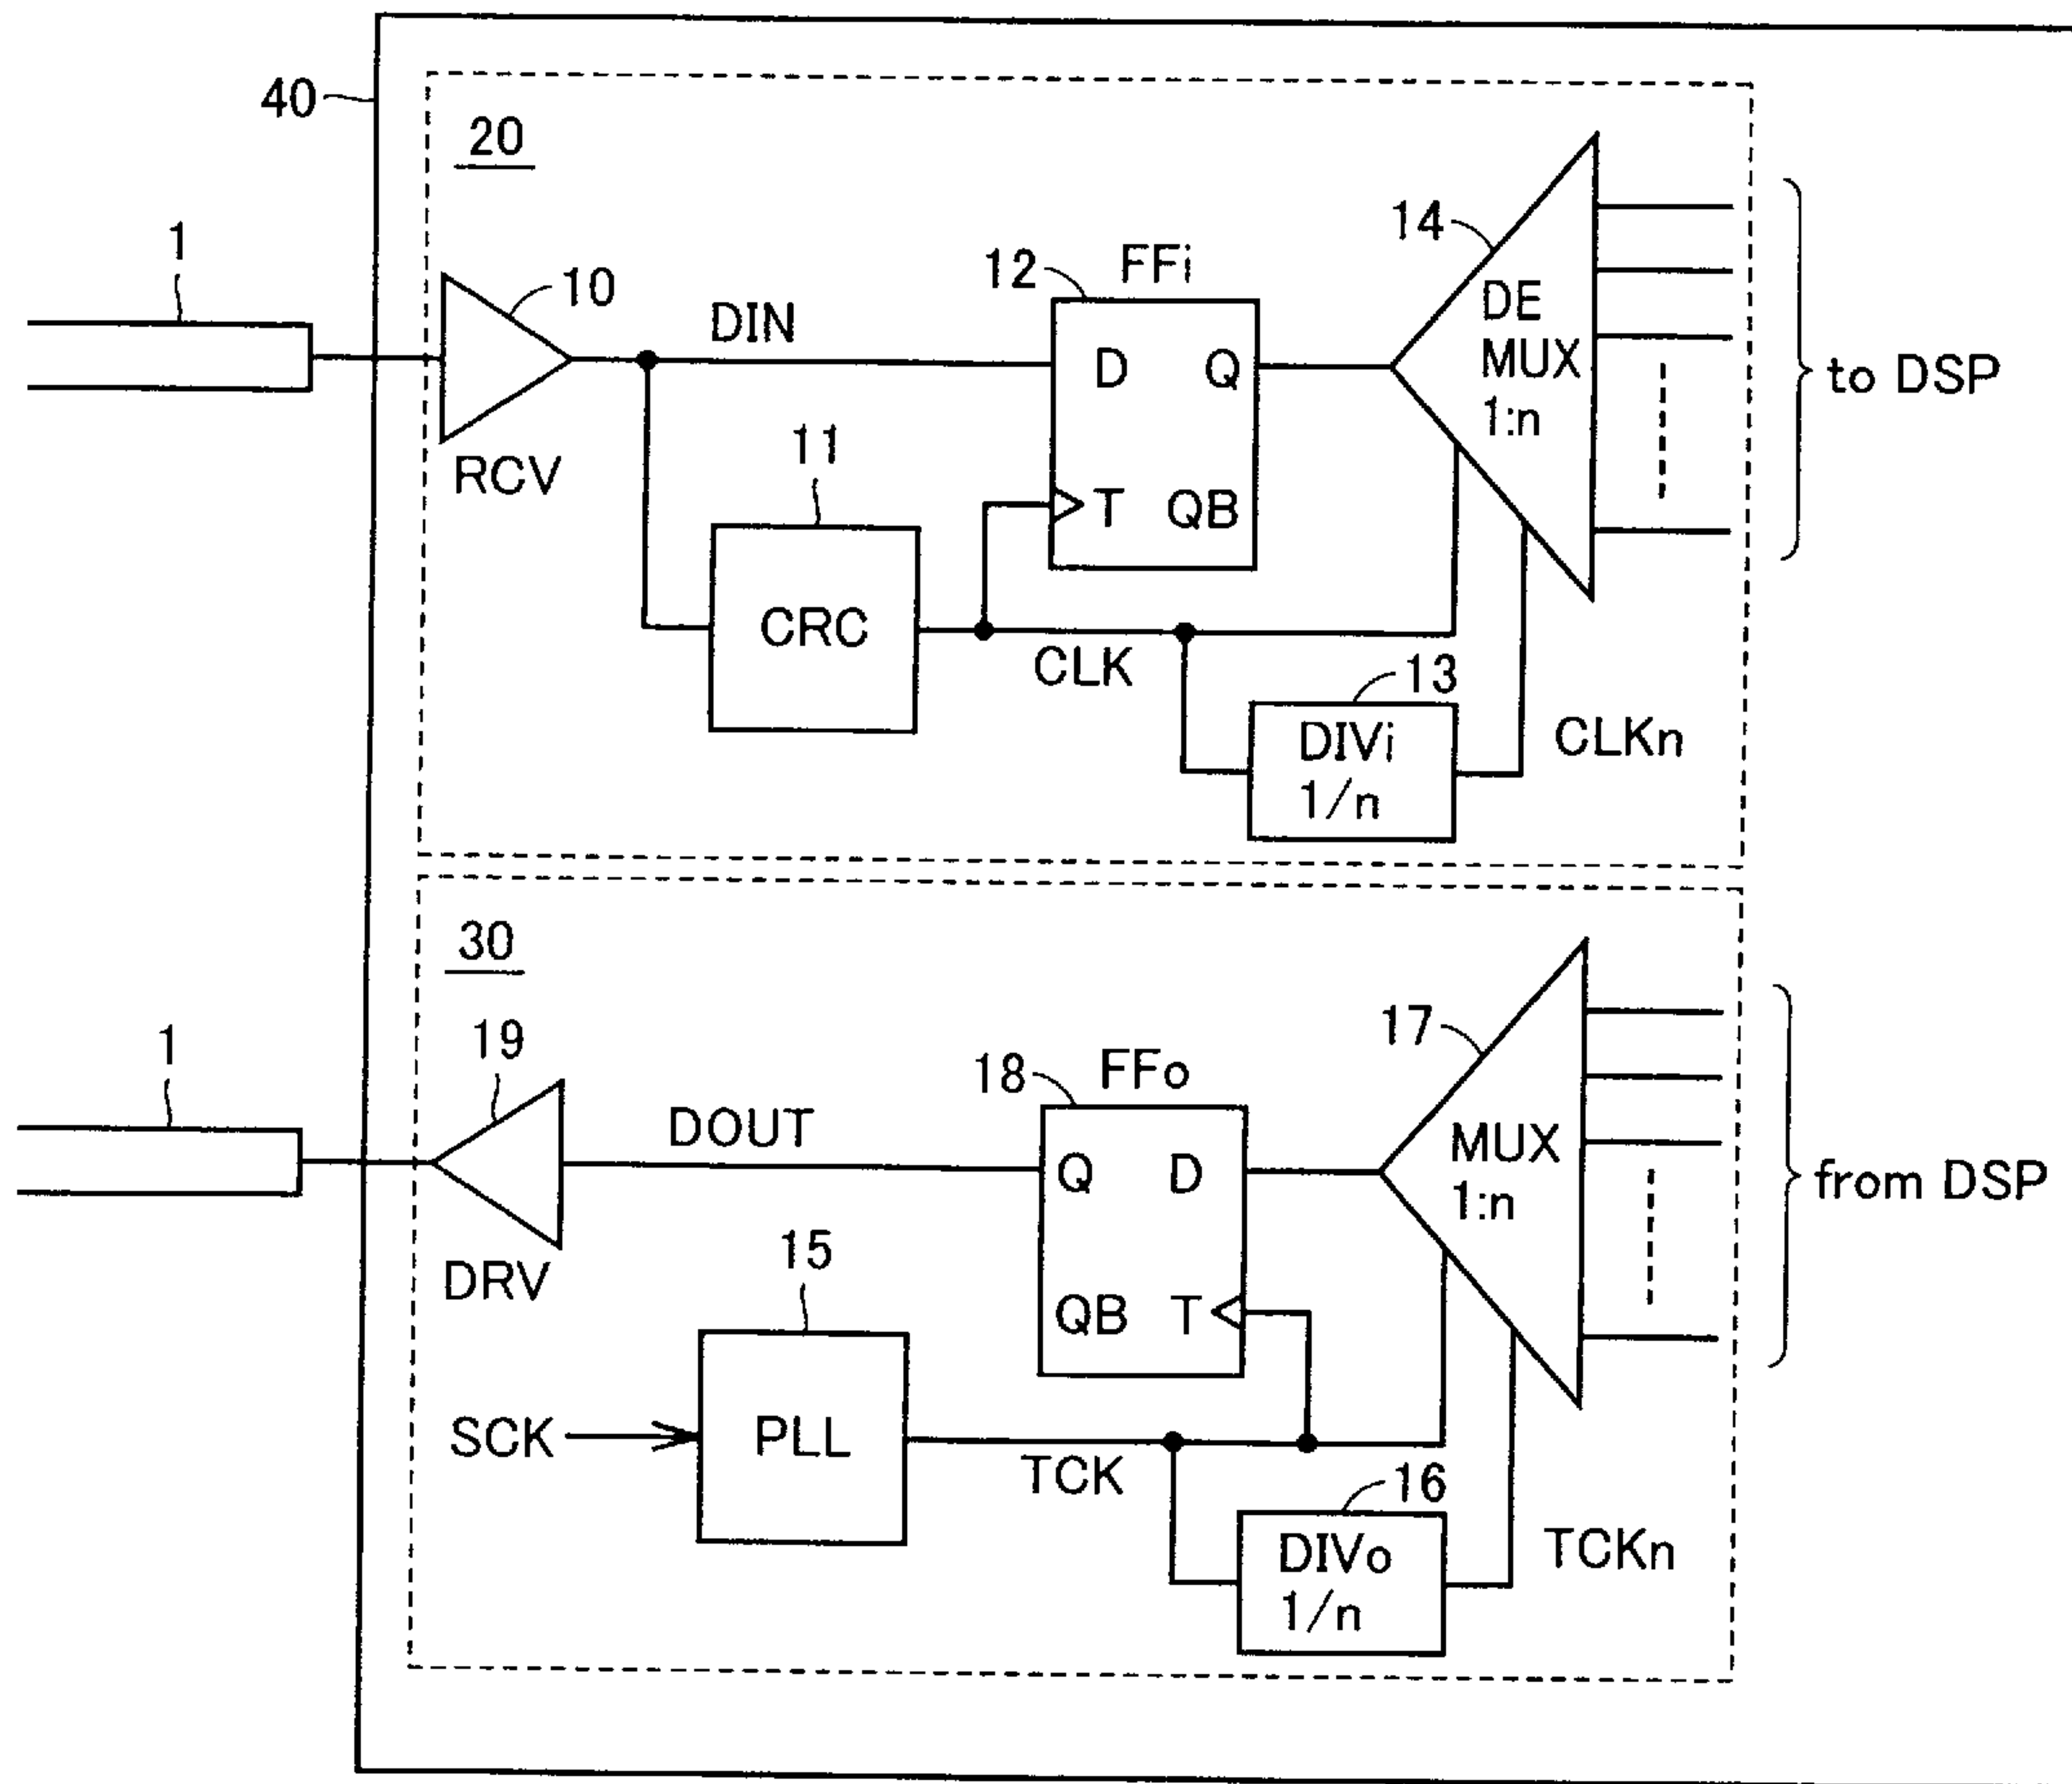 40
20
1
10
DIN
12
FFi
14
DE
MUX
1:n
D Q
to DSP
RCV
11
T QB
CRC
CLK
13
DIVi
1/n
CLKn
30
1
19
DOUT
18
FFo
17
MUX
1:n
Q D
from DSP
DRV
15
QB T
SCK
PLL
TCK
16
DIVo
1/n
TCKn